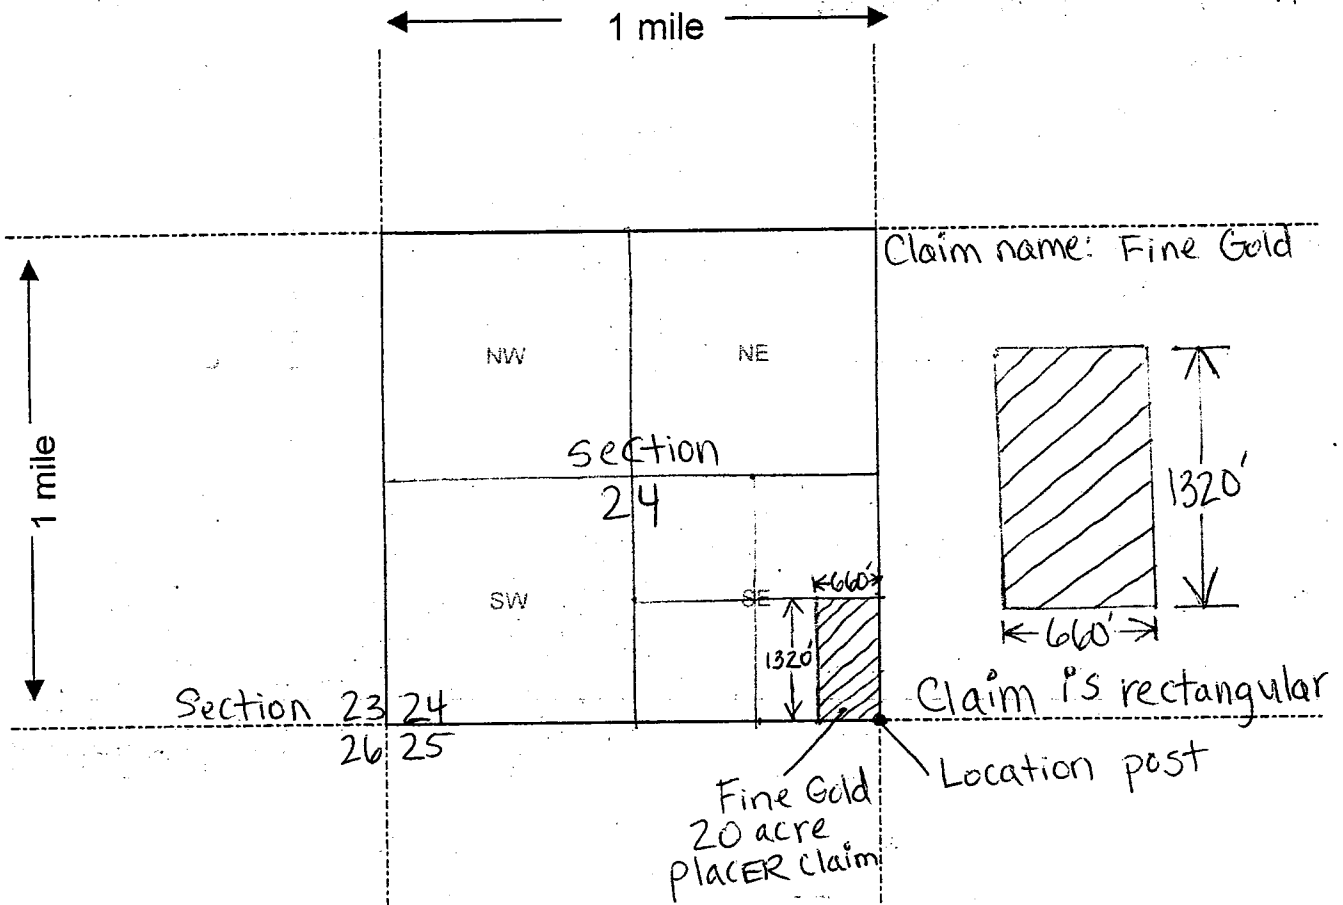 1 mile
Claim name: Fine Gold
NW
NE
1 mile
Section
24
1320'
660'
SW
SE
660'
1320'
Claim is rectangular
Section 23 24
26 25
Location post
Fine Gold
20 acre
PlacER Claim